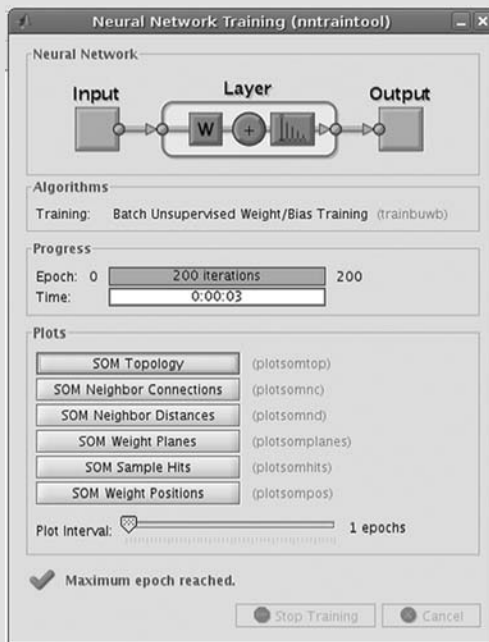 Neural Network Training (nntraintool)
Neural Network
Input
Layer
Output
W
+
Algorithms
Training: Batch Unsupervised Weight/Bias Training (trainbuwb)
Progress
Epoch: 0 200 iterations 200
Time: 0:00:03
Plots
SOM Topology (plotsomtop)
SOM Neighbor Connections (plotsomnc)
SOM Neighbor Distances (plotsomnd)
SOM Weight Planes (plotsomplanes)
SOM Sample Hits (plotsomhits)
SOM Weight Positions (plotsompos)
Plot Interval: 1 epochs
Maximum epoch reached.
Stop Training Cancel